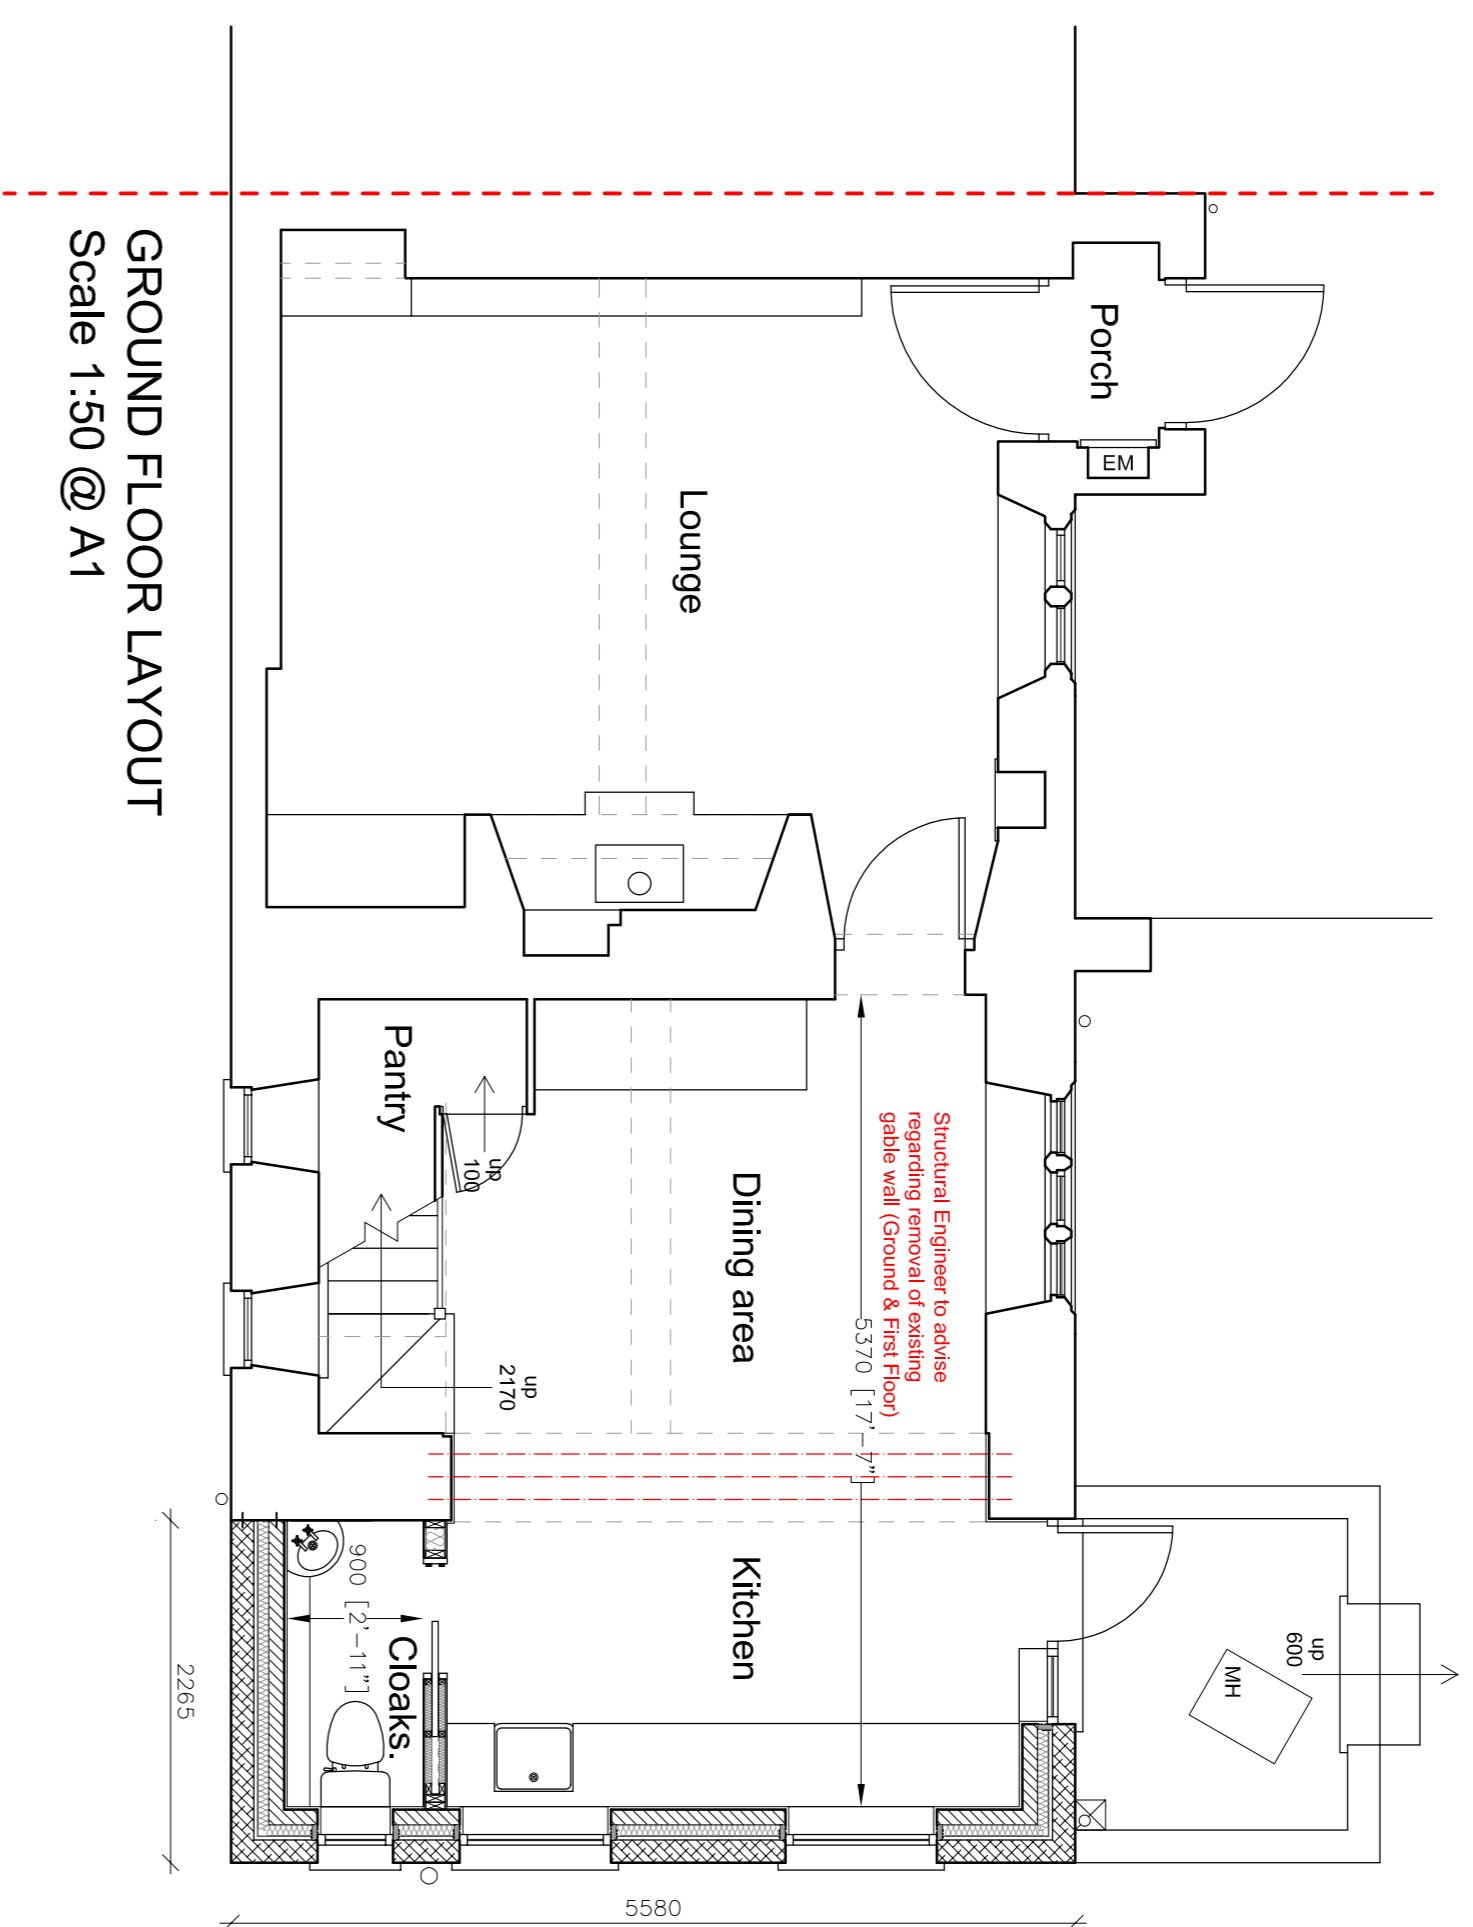 GROUND FLOOR LAYOUT
Scale 1:50 @ A1
Porch
EM
Lounge
Pantry
up
100
Dining area
Structural Engineer to advise
regarding removal of existing
gable wall (Ground & First Floor)
5370 [17'-7"]
up
2170
Kitchen
900 [2'-11"]
Cloaks.
up
600
MH
2265
5580